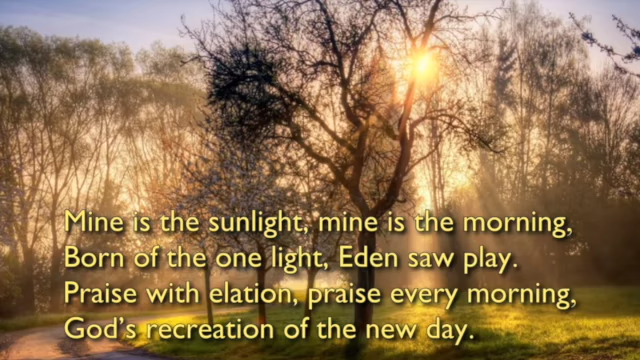 Mine is the sunlight, mine is the morning,
Born of the one light, Eden saw play.
Praise with elation, praise every morning,
God’s recreation of the new day.